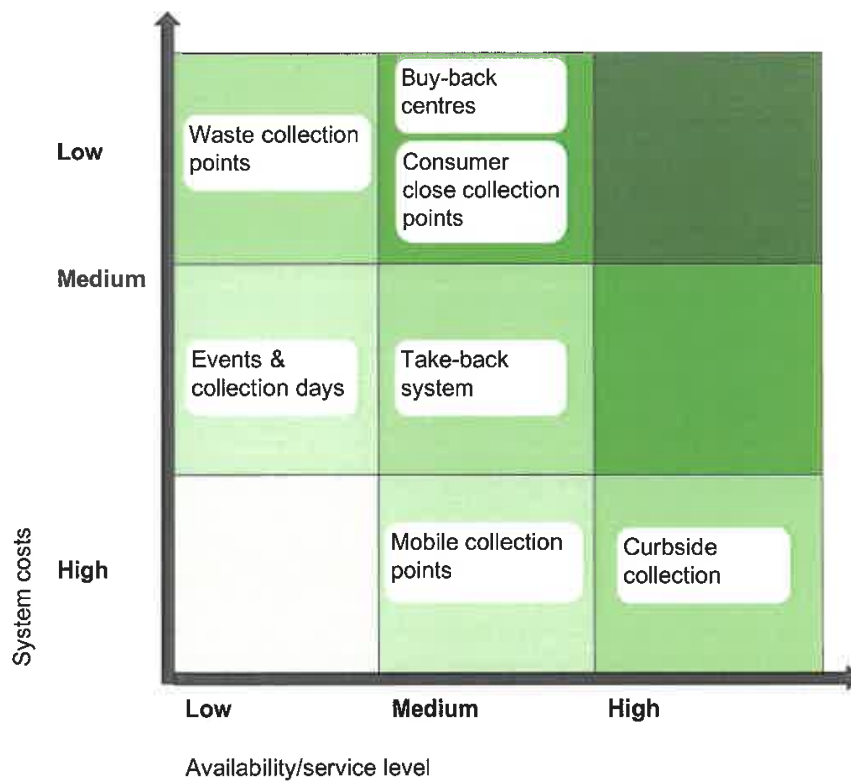 Buy-back
centres
Waste collection
points
Low
Consumer
close collection
points
Medium
Events &
collection days
Take-back
system
Mobile collection
points
Curbside
collection
High
System costs
Low
Medium
High
Availability/service level